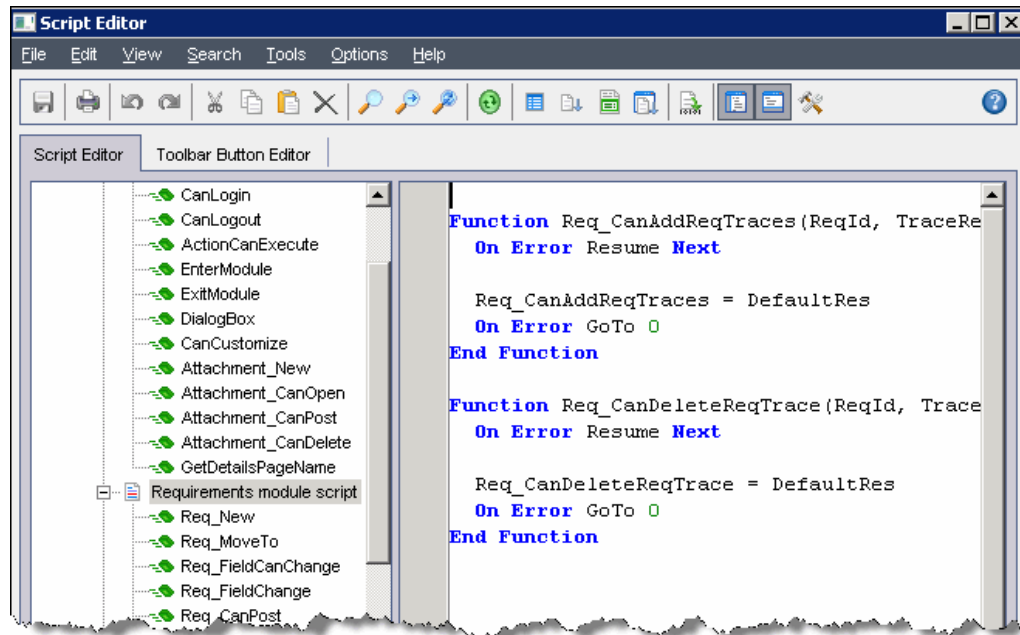 Script Editor
File Edit View Search Tools Options Help
Script Editor Toolbar Button Editor
CanLogin
CanLogout
ActionCanExecute
EnterModule
ExitModule
DialogBox
CanCustomize
Attachment_New
Attachment_CanOpen
Attachment_CanPost
Attachment_CanDelete
GetDetailsPageName
Requirements module script
Req_New
Req_MoveTo
Req_FieldCanChange
Req_FieldChange
Req_CanPost
Function Req_CanAddReqTraces(ReqId, TraceRe
On Error Resume Next
Req_CanAddReqTraces = DefaultRes
On Error GoTo 0
End Function
Function Req_CanDeleteReqTrace(ReqId, Trace
On Error Resume Next
Req_CanDeleteReqTrace = DefaultRes
On Error GoTo 0
End Function